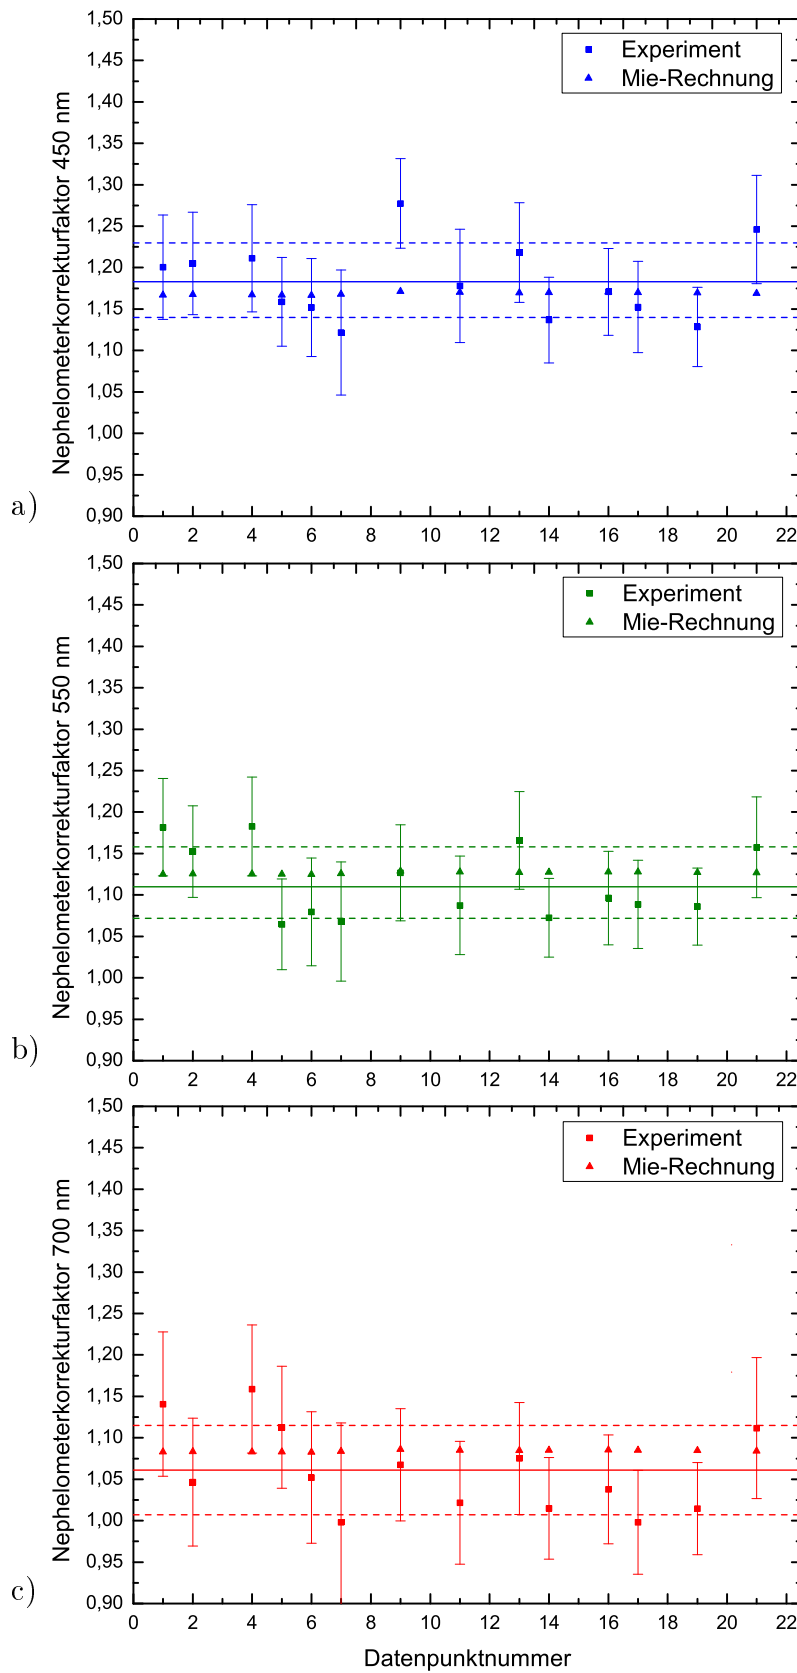 Nephelometerkorrekturfaktor 450 nm
1,50
1,45
1,40
1,35
1,30
1,25
1,20
1,15
1,10
1,05
1,00
0,95
0,90
Experiment
Mie-Rechnung
a)
0 2 4 6 8 10 12 14 16 18 20 22
Nephelometerkorrekturfaktor 550 nm
1,50
1,45
1,40
1,35
1,30
1,25
1,20
1,15
1,10
1,05
1,00
0,95
0,90
Experiment
Mie-Rechnung
b)
0 2 4 6 8 10 12 14 16 18 20 22
Nephelometerkorrekturfaktor 700 nm
1,50
1,45
1,40
1,35
1,30
1,25
1,20
1,15
1,10
1,05
1,00
0,95
0,90
Experiment
Mie-Rechnung
c)
0 2 4 6 8 10 12 14 16 18 20 22
Datenpunktnummer